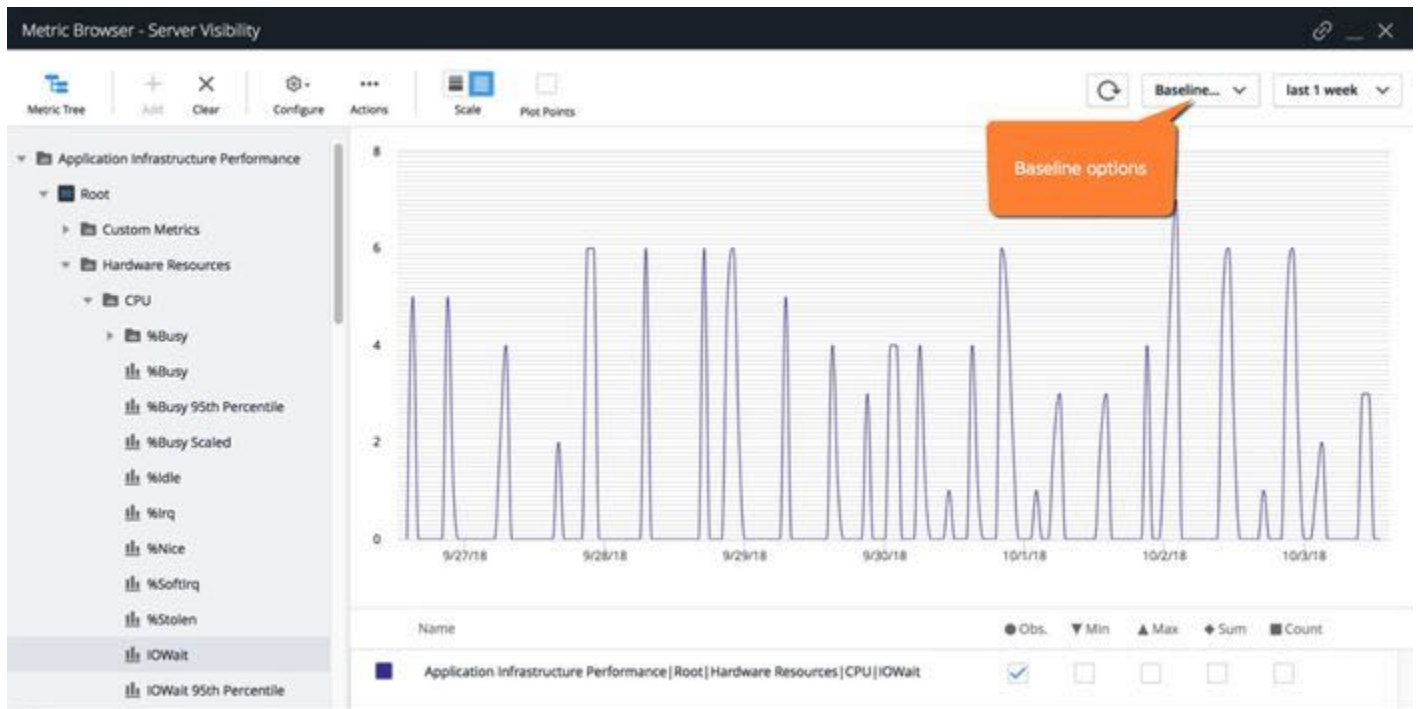 Metric Browser - Server Visibility
Metric Tree
Add
Clear
Configure
Actions
Scale
Plot Points
Baseline...
last 1 week
Baseline options
Application Infrastructure Performance
Root
Custom Metrics
Hardware Resources
CPU
%Busy
%Busy
%Busy 95th Percentile
%Busy Scaled
%Idle
%Irq
%Nice
%SoftIrq
%Stolen
IOWait
IOWait 95th Percentile
8
6
4
2
0
9/27/18 9/28/18 9/29/18 9/30/18 10/1/18 10/2/18 10/3/18
Name Obs. Min Max Sum Count
Application Infrastructure Performance|Root|Hardware Resources|CPU|IOWait